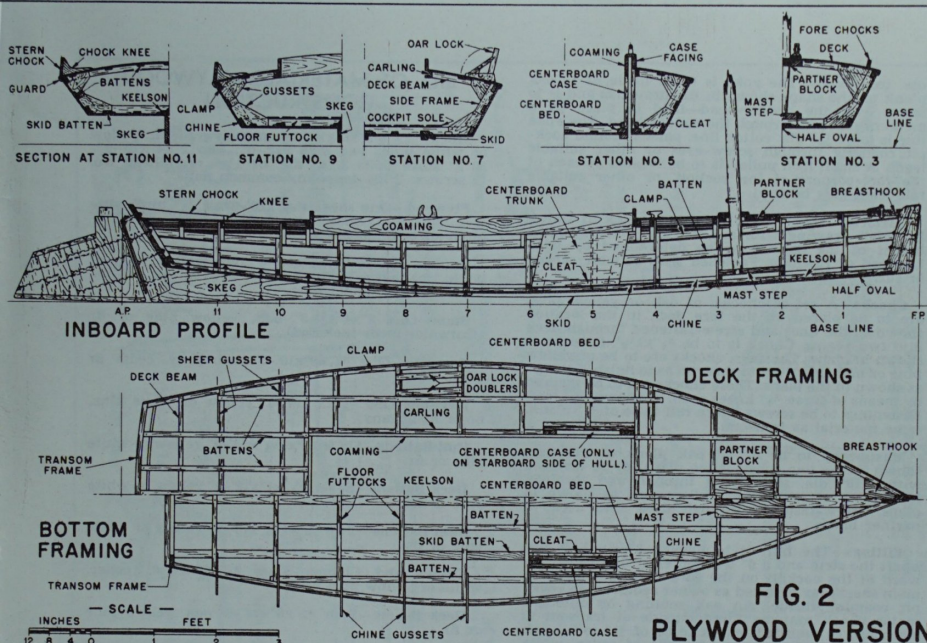 STERN CHOCK
CHOCK KNEE
BATTENS
GUARD
KEELSON
SKID BATTEN
SKEG
SECTION AT STATION NO. 11
GUSSETS
CLAMP
CHINE
SKEG
FLOOR FUTTOCK
STATION NO. 9
OAR LOCK
CARLING
DECK BEAM
SIDE FRAME
COCKPIT SOLE
SKID
STATION NO. 7
COAMING
CASE FACING
CENTERBOARD CASE
CENTERBOARD BED
CLEAT
STATION NO. 5
FORE CHOCKS
DECK
PARTNER BLOCK
MAST STEP
HALF OVAL
BASE LINE
STATION NO. 3
STERN CHOCK
KNEE
COAMING
CENTERBOARD TRUNK
BATTEN
CLAMP
PARTNER BLOCK
BREASTHOOK
CLEAT
KEELSON
SKEG
MAST STEP
HALF OVAL
SKID
CHINE
CENTERBOARD BED
BASE LINE
A.P. 11 10 9 8 7 6 5 4 3 2 1 F.P.
INBOARD PROFILE
DECK FRAMING
SHEER GUSSETS
CLAMP
DECK BEAM
OAR LOCK DOUBLERS
CARLING
BATTENS
COAMING
CENTERBOARD CASE (ONLY ON STARBOARD SIDE OF HULL).
PARTNER BLOCK
BREASTHOOK
TRANSOM FRAME
FLOOR FUTTOCKS
KEELSON
CENTERBOARD BED
BATTEN
MAST STEP
BOTTOM FRAMING
SKID BATTEN
CLEAT
CHINE
BATTEN
TRANSOM FRAME
CHINE GUSSETS
CENTERBOARD CASE
— SCALE —
INCHES FEET
12 8 4 0 1 2 3
FIG. 2
PLYWOOD VERSION